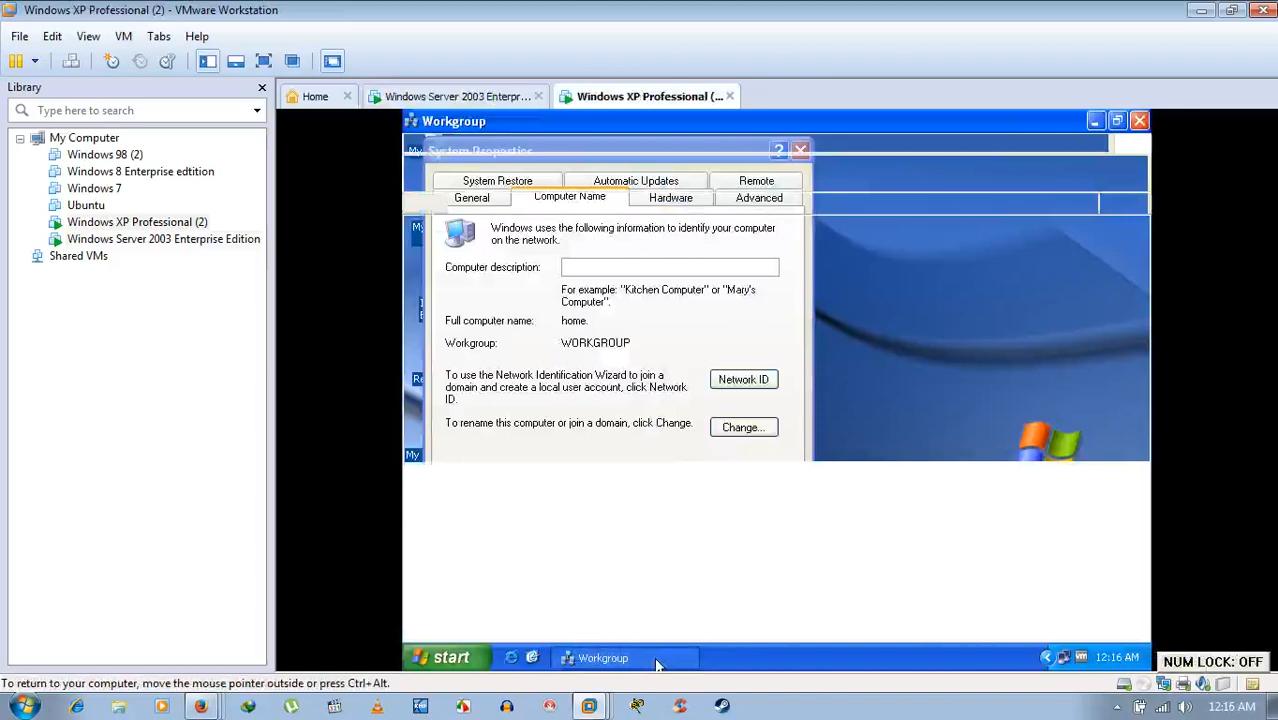 Windows XP Professional (2) - VMware Workstation
File Edit View VM Tabs Help
Library
Type here to search
My Computer
Windows 98 (2)
Windows 8 Enterprise edtition
Windows 7
Ubuntu
Windows XP Professional (2)
Windows Server 2003 Enterprise Edition
Shared VMs
Home
Windows Server 2003 Enterpr...
Windows XP Professional (...
Workgroup
System Properties
System Restore Automatic Updates Remote
General Computer Name Hardware Advanced
Windows uses the following information to identify your computer
on the network.
Computer description:
For example: "Kitchen Computer" or "Mary's
Computer".
Full computer name: home.
Workgroup: WORKGROUP
To use the Network Identification Wizard to join a
domain and create a local user account, click Network
ID.
Network ID
To rename this computer or join a domain, click Change.
Change...
My
start
Workgroup
12:16 AM
NUM LOCK: OFF
To return to your computer, move the mouse pointer outside or press Ctrl+Alt.
12:16 AM